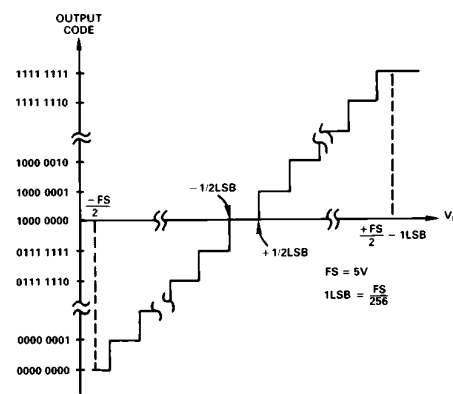 OUTPUT
CODE
1111 1111
1111 1110
1000 0010
1000 0001
1000 0000
0111 1111
0111 1110
0000 0001
0000 0000
−FS
2
−1/2LSB
+1/2LSB
+FS
2
− 1LSB
FS = 5V
1LSB = FS
256